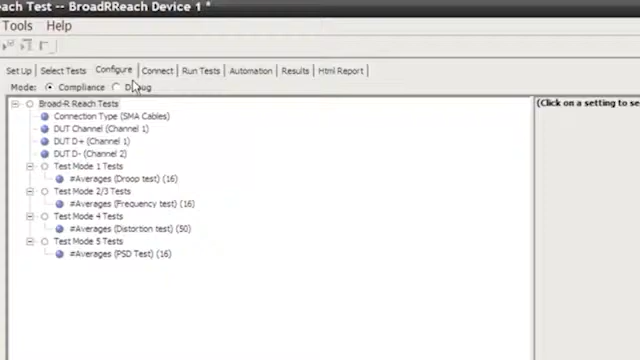 each Test -- BroadRReach Device 1 *
Tools Help
Set Up Select Tests Configure Connect Run Tests Automation Results Html Report
Mode: Compliance Debug
Broad-R Reach Tests (Click on a setting to se
Connection Type (SMA Cables)
DUT Channel (Channel 1)
DUT D+ (Channel 1)
DUT D- (Channel 2)
Test Mode 1 Tests
#Averages (Droop test) (16)
Test Mode 2/3 Tests
#Averages (Frequency test) (16)
Test Mode 4 Tests
#Averages (Distortion test) (50)
Test Mode 5 Tests
#Averages (PSD Test) (16)